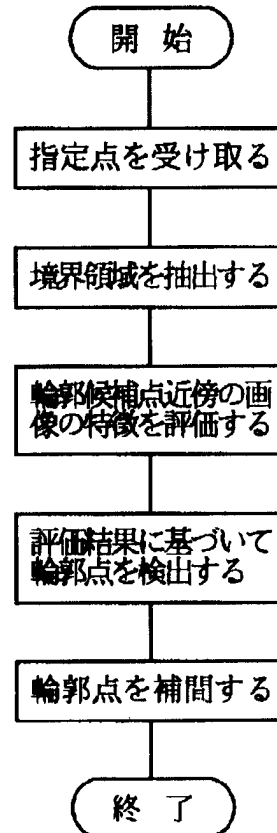 開 始
指定点を受け取る
境界領域を抽出する
輪郭候補点近傍の画
像の特徴を評価する
評価結果に基づいて
輪郭点を検出する
輪郭点を補間する
終 了